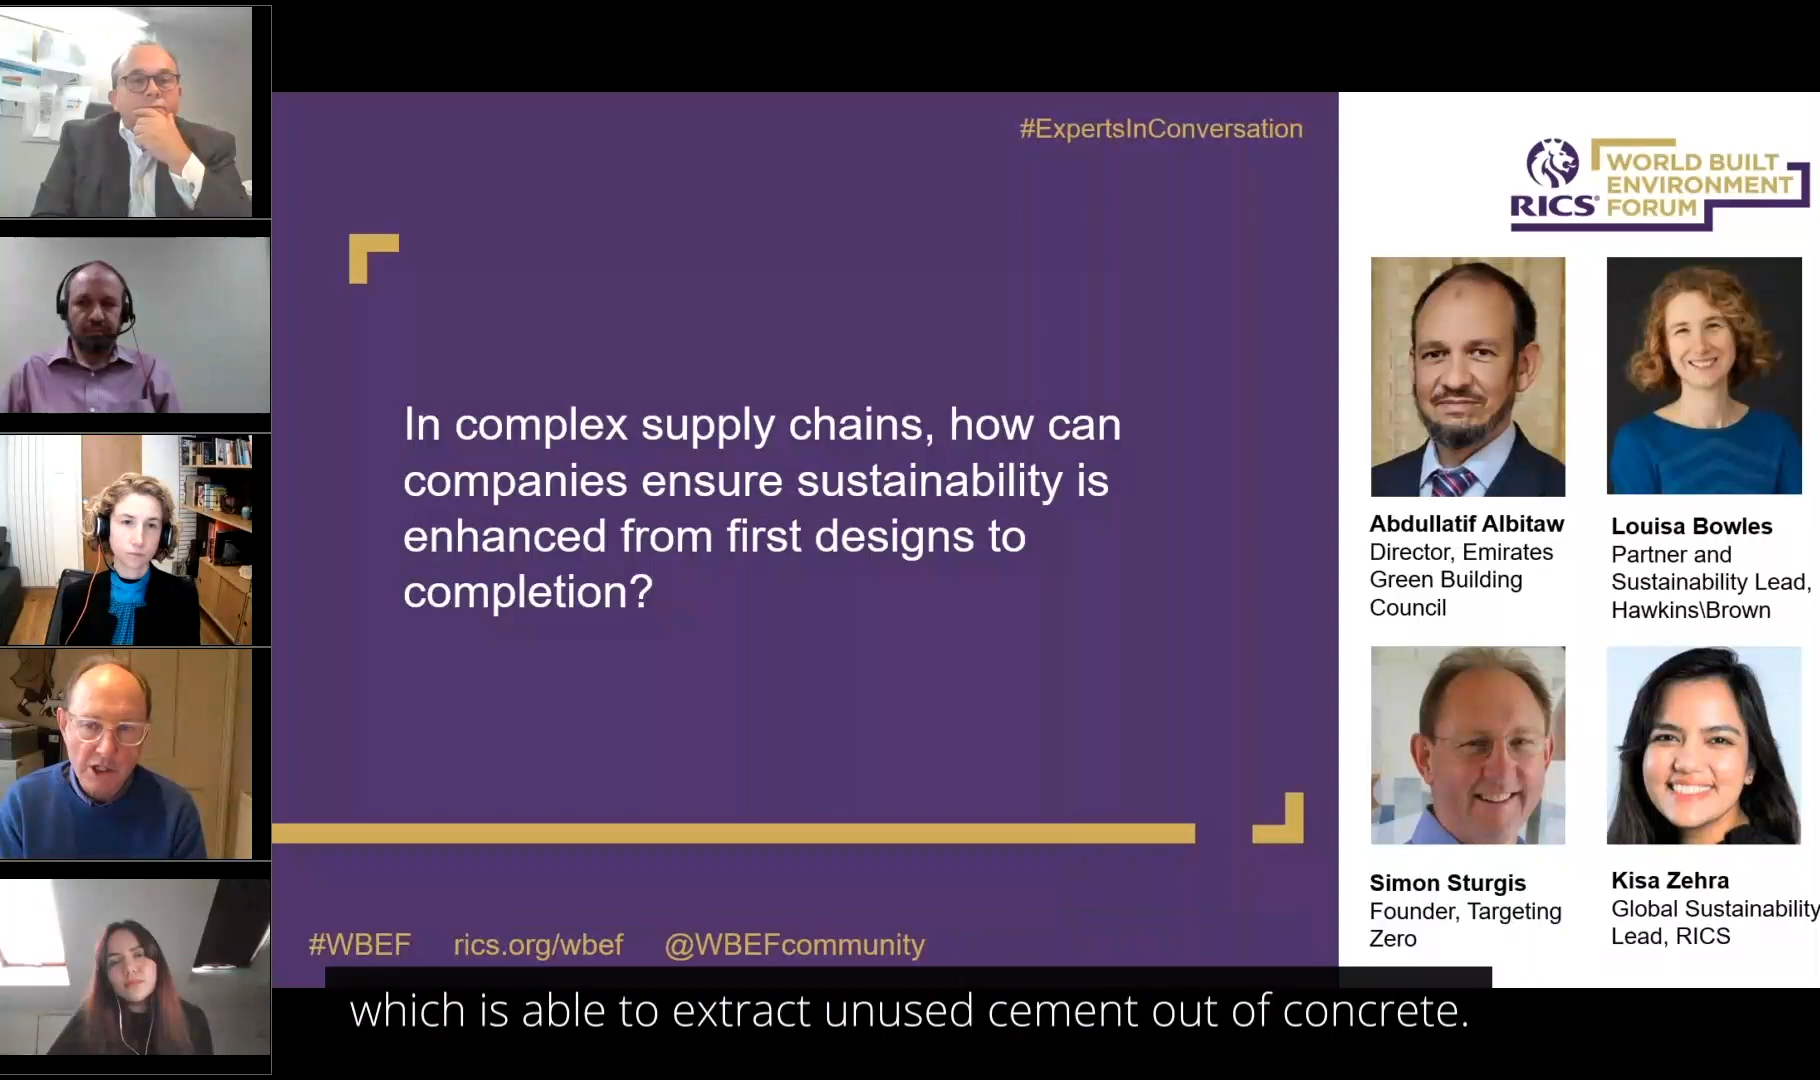 #ExpertsInConversation
In complex supply chains, how can
companies ensure sustainability is
enhanced from first designs to
completion?
#WBEF rics.org/wbef @WBEFcommunity
RICS®
WORLD BUILT
ENVIRONMENT
FORUM
Abdullatif Albitaw
Director, Emirates
Green Building
Council
Louisa Bowles
Partner and
Sustainability Lead,
Hawkins\Brown
Simon Sturgis
Founder, Targeting
Zero
Kisa Zehra
Global Sustainability
Lead, RICS
which is able to extract unused cement out of concrete.